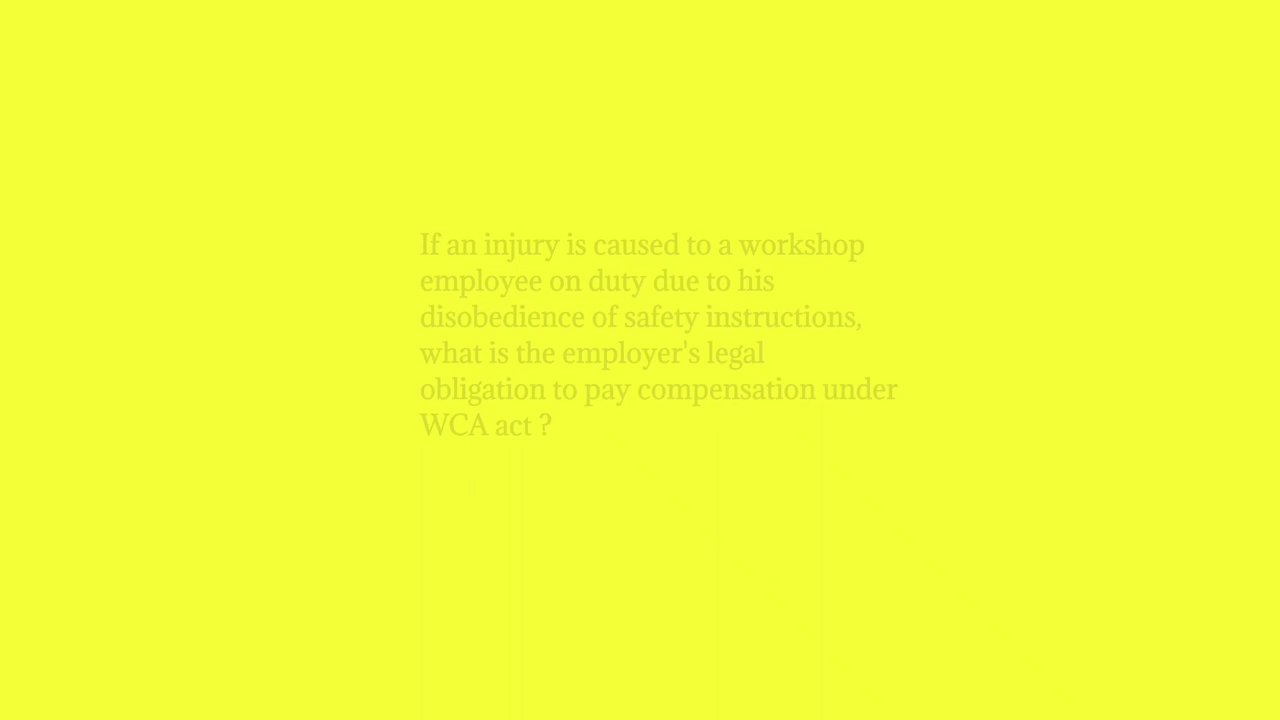 If an injury is caused to a workshop
employee on duty due to his
disobedience of safety instructions,
what is the employer's legal
obligation to pay compensation under
WCA act ?